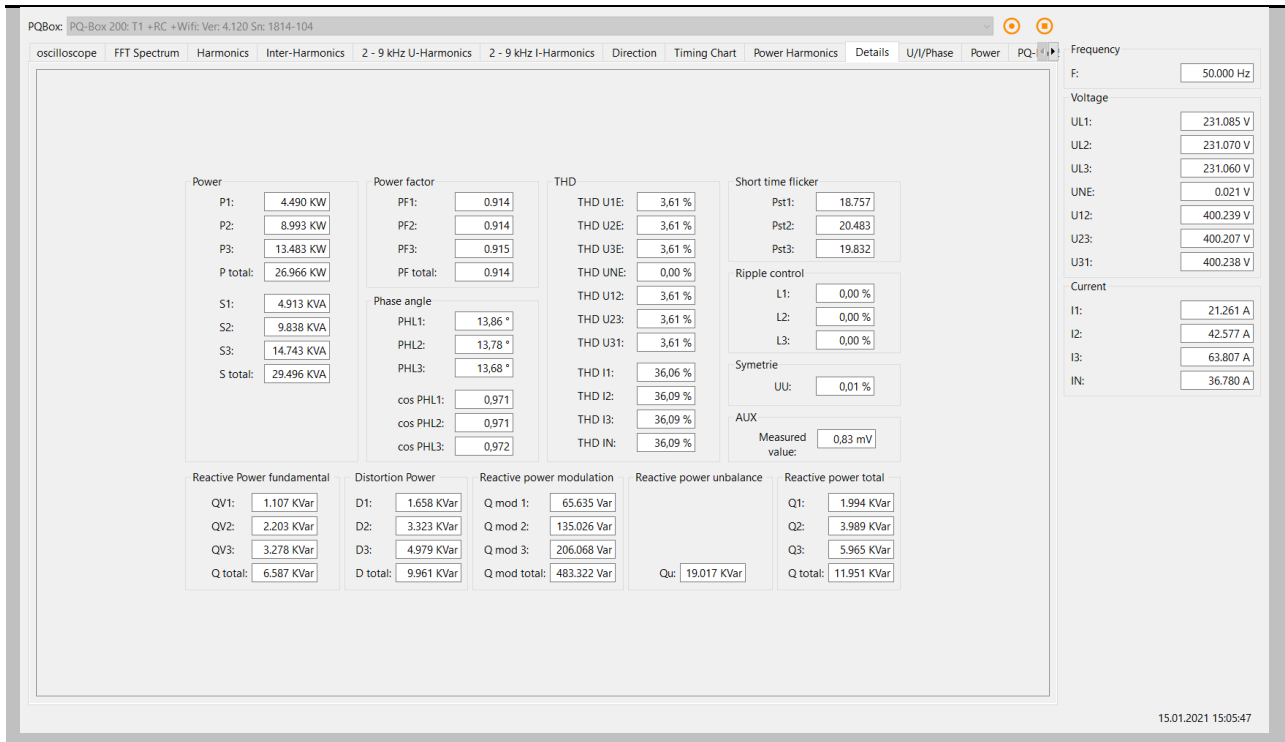 PQBox: PQ-Box 200: T1 +RC +Wifi: Ver: 4.120 Sn: 1814-104
oscilloscope FFT Spectrum Harmonics Inter-Harmonics 2 - 9 kHz U-Harmonics 2 - 9 kHz I-Harmonics Direction Timing Chart Power Harmonics Details U/I/Phase Power PQ-
Power
P1: 4.490 KW
P2: 8.993 KW
P3: 13.483 KW
P total: 26.966 KW
S1: 4.913 KVA
S2: 9.838 KVA
S3: 14.743 KVA
S total: 29.496 KVA
Power factor
PF1: 0.914
PF2: 0.914
PF3: 0.915
PF total: 0.914
Phase angle
PHL1: 13,86 °
PHL2: 13,78 °
PHL3: 13,68 °
cos PHL1: 0,971
cos PHL2: 0,971
cos PHL3: 0,972
THD
THD U1E: 3,61 %
THD U2E: 3,61 %
THD U3E: 3,61 %
THD UNE: 0,00 %
THD U12: 3,61 %
THD U23: 3,61 %
THD U31: 3,61 %
THD I1: 36,06 %
THD I2: 36,09 %
THD I3: 36,09 %
THD IN: 36,09 %
Short time flicker
Pst1: 18.757
Pst2: 20.483
Pst3: 19.832
Ripple control
L1: 0,00 %
L2: 0,00 %
L3: 0,00 %
Symetrie
UU: 0,01 %
AUX
Measured value: 0,83 mV
Reactive Power fundamental
QV1: 1.107 KVar
QV2: 2.203 KVar
QV3: 3.278 KVar
Q total: 6.587 KVar
Distortion Power
D1: 1.658 KVar
D2: 3.323 KVar
D3: 4.979 KVar
D total: 9.961 KVar
Reactive power modulation
Q mod 1: 65.635 Var
Q mod 2: 135.026 Var
Q mod 3: 206.068 Var
Q mod total: 483.322 Var
Reactive power unbalance
Qu: 19.017 KVar
Reactive power total
Q1: 1.994 KVar
Q2: 3.989 KVar
Q3: 5.965 KVar
Q total: 11.951 KVar
Frequency
F: 50.000 Hz
Voltage
UL1: 231.085 V
UL2: 231.070 V
UL3: 231.060 V
UNE: 0.021 V
U12: 400.239 V
U23: 400.207 V
U31: 400.238 V
Current
I1: 21.261 A
I2: 42.577 A
I3: 63.807 A
IN: 36.780 A
15.01.2021 15:05:47